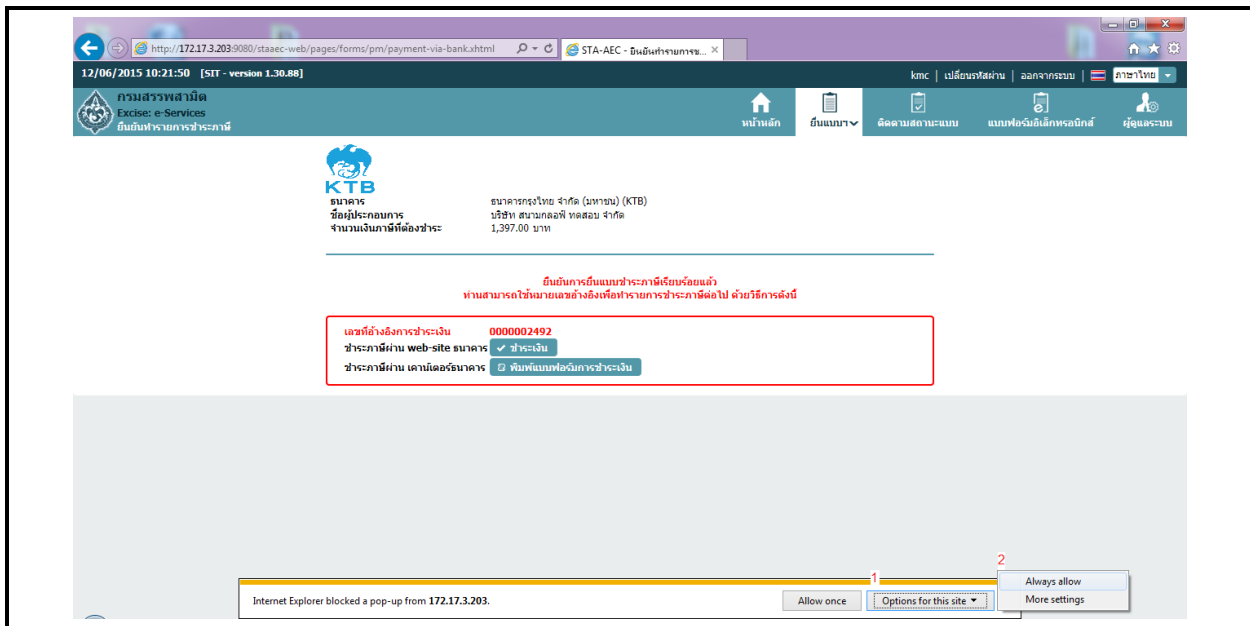 http://172.17.3.203:9080/staaec-web/pages/forms/pm/payment-via-bank.xhtml
STA-AEC - ยืนยันทำรายการช...
12/06/2015 10:21:50 [SIT - version 1.30.88]
kmc | เปลี่ยนรหัสผ่าน | ออกจากระบบ | ภาษาไทย
กรมสรรพสามิต
Excise: e-Services
ยืนยันทำรายการชำระภาษี
หน้าหลัก
ยื่นแบบฯ
ติดตามสถานะแบบ
แบบฟอร์มอิเล็กทรอนิกส์
ผู้ดูแลระบบ
KTB
ธนาคาร ธนาคารกรุงไทย จำกัด (มหาชน) (KTB)
ชื่อผู้ประกอบการ บริษัท สนามกอลฟ์ ทดสอบ จำกัด
จำนวนเงินภาษีที่ต้องชำระ 1,397.00 บาท
ยืนยันการยื่นแบบชำระภาษีเรียบร้อยแล้ว
ท่านสามารถใช้หมายเลขอ้างอิงเพื่อทำรายการชำระภาษีต่อไป ด้วยวิธีการดังนี้
เลขที่อ้างอิงการชำระเงิน 0000002492
ชำระภาษีผ่าน web-site ธนาคาร ชำระเงิน
ชำระภาษีผ่าน เคาน์เตอร์ธนาคาร พิมพ์แบบฟอร์มการชำระเงิน
2
1
Always allow
More settings
Internet Explorer blocked a pop-up from 172.17.3.203.
Allow once
Options for this site